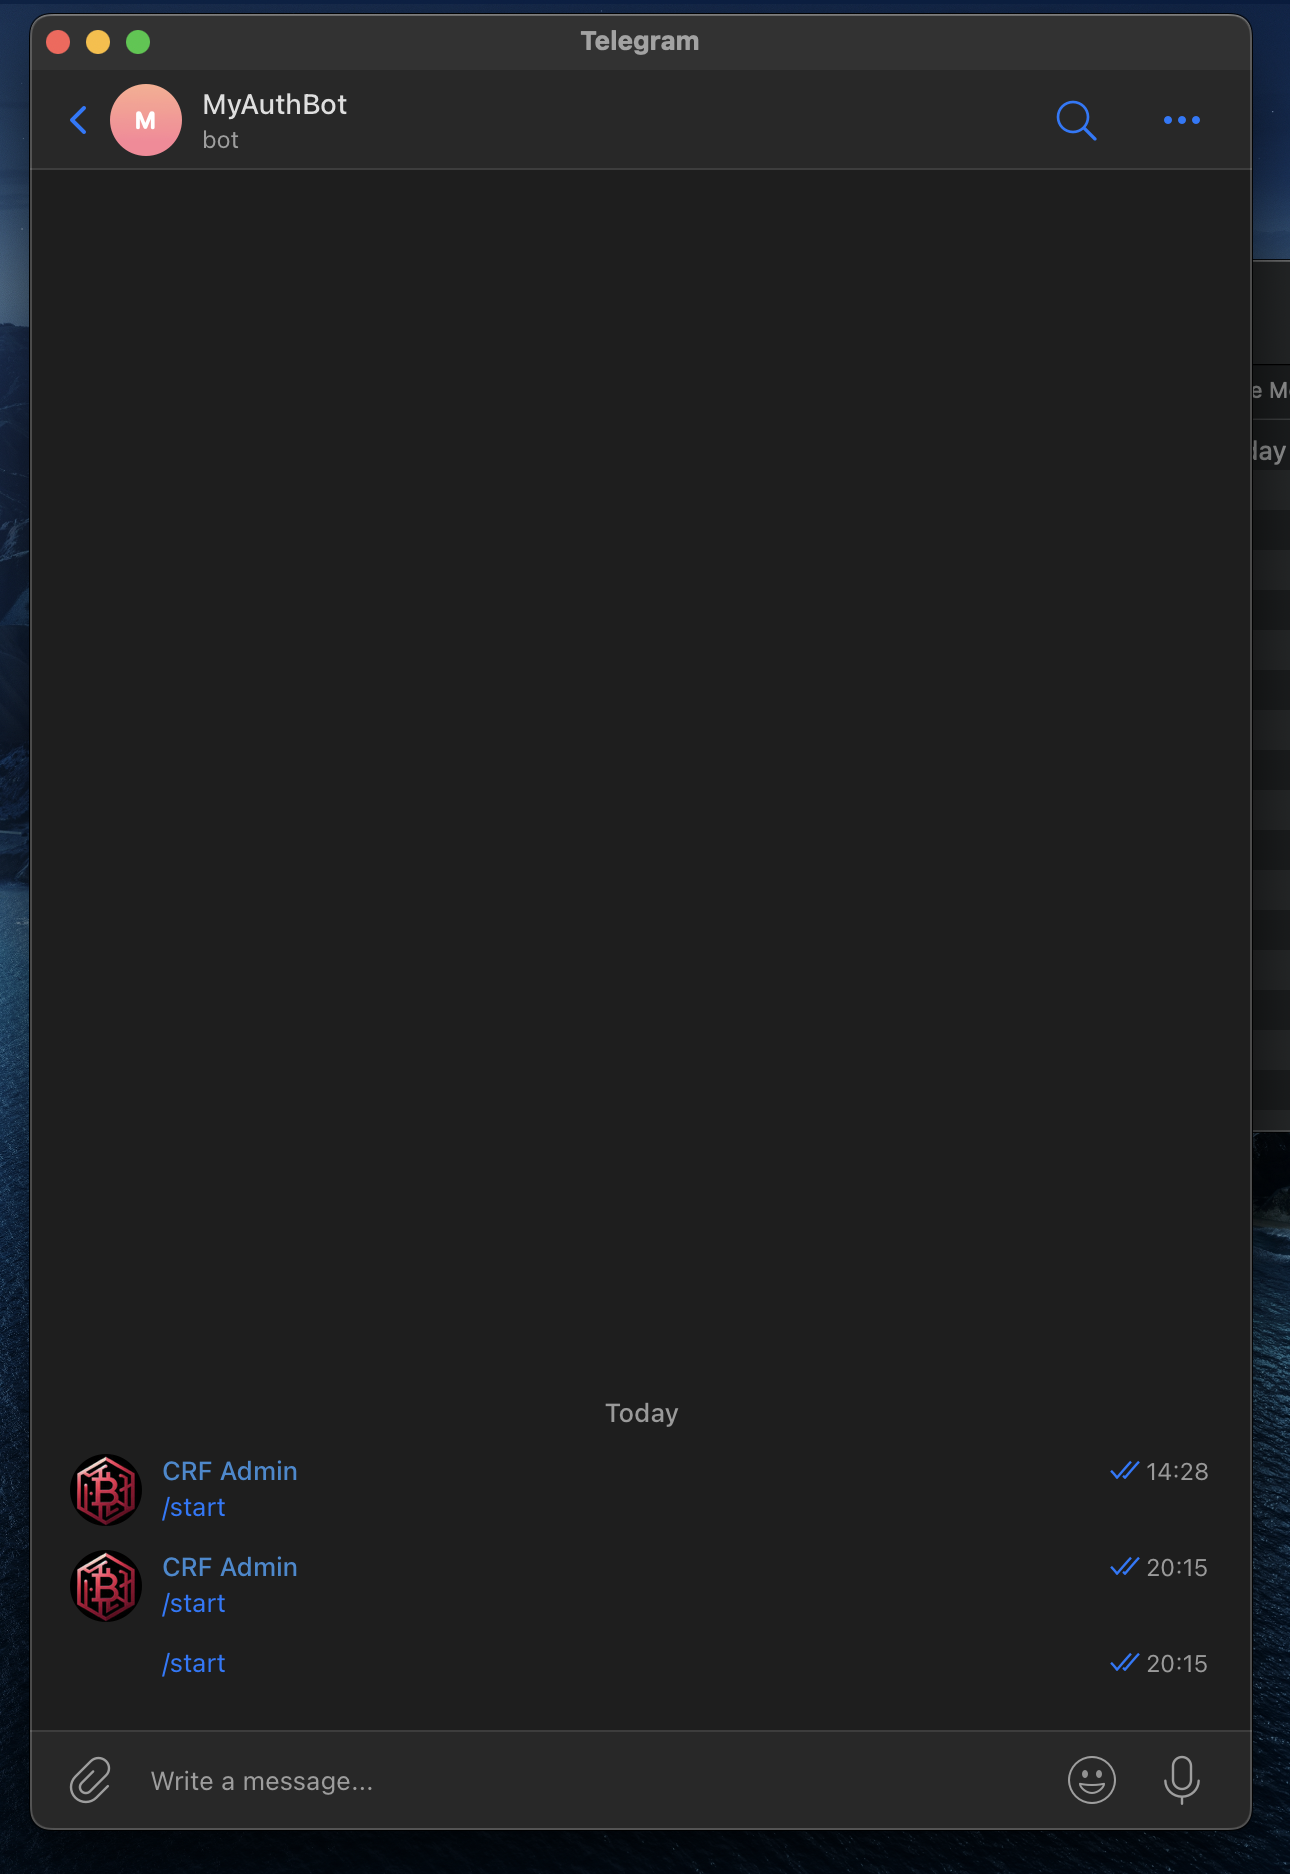 Telegram
M
MyAuthBot
bot
Today
CRF Admin
14:28
/start
CRF Admin
20:15
/start
/start
20:15
Write a message...